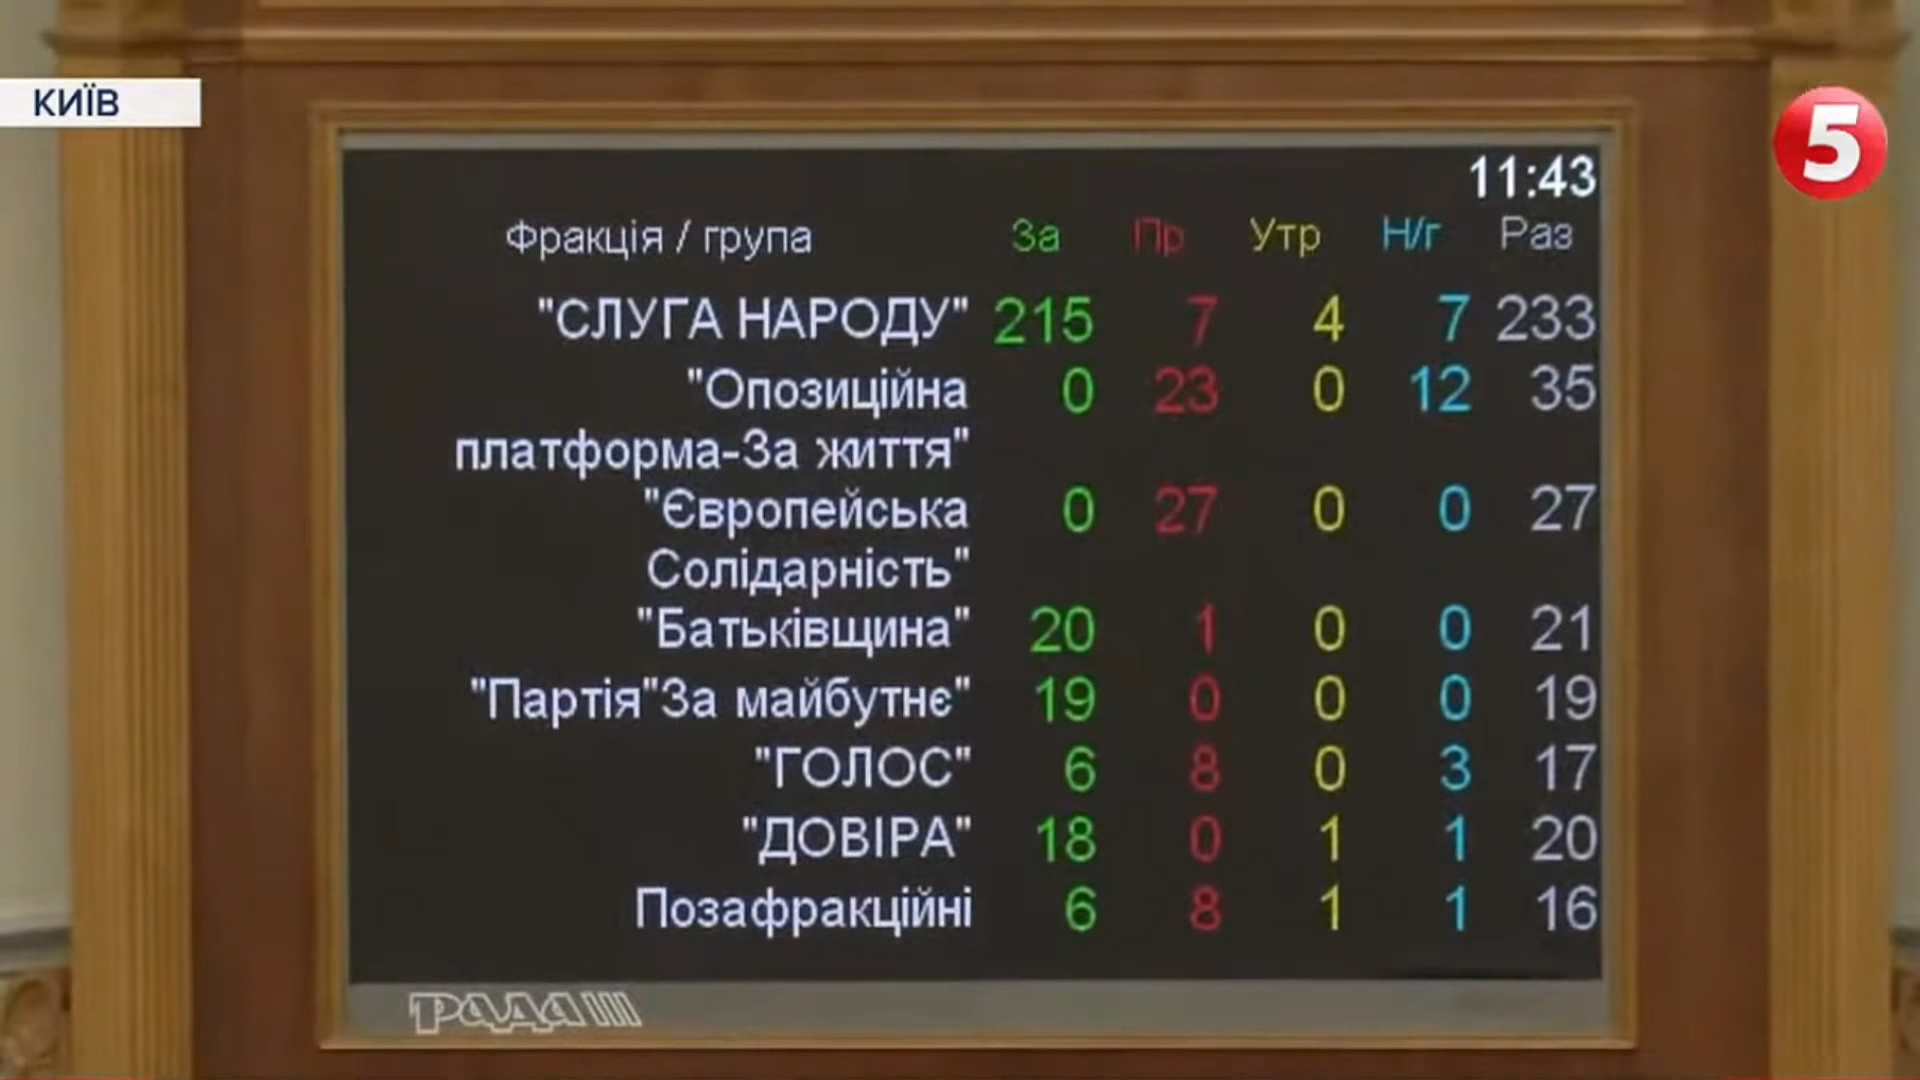 КИЇВ
5
11:43
Фракція / група За Пр Утр Н/г Раз
"СЛУГА НАРОДУ" 215 7 4 7 233
"Опозиційна 0 23 0 12 35
платформа-За життя"
"Європейська 0 27 0 0 27
Солідарність"
"Батьківщина" 20 1 0 0 21
"Партія"За майбутнє" 19 0 0 0 19
"ГОЛОС" 6 8 0 3 17
"ДОВІРА" 18 0 1 1 20
Позафракційні 6 8 1 1 16
РАДА III